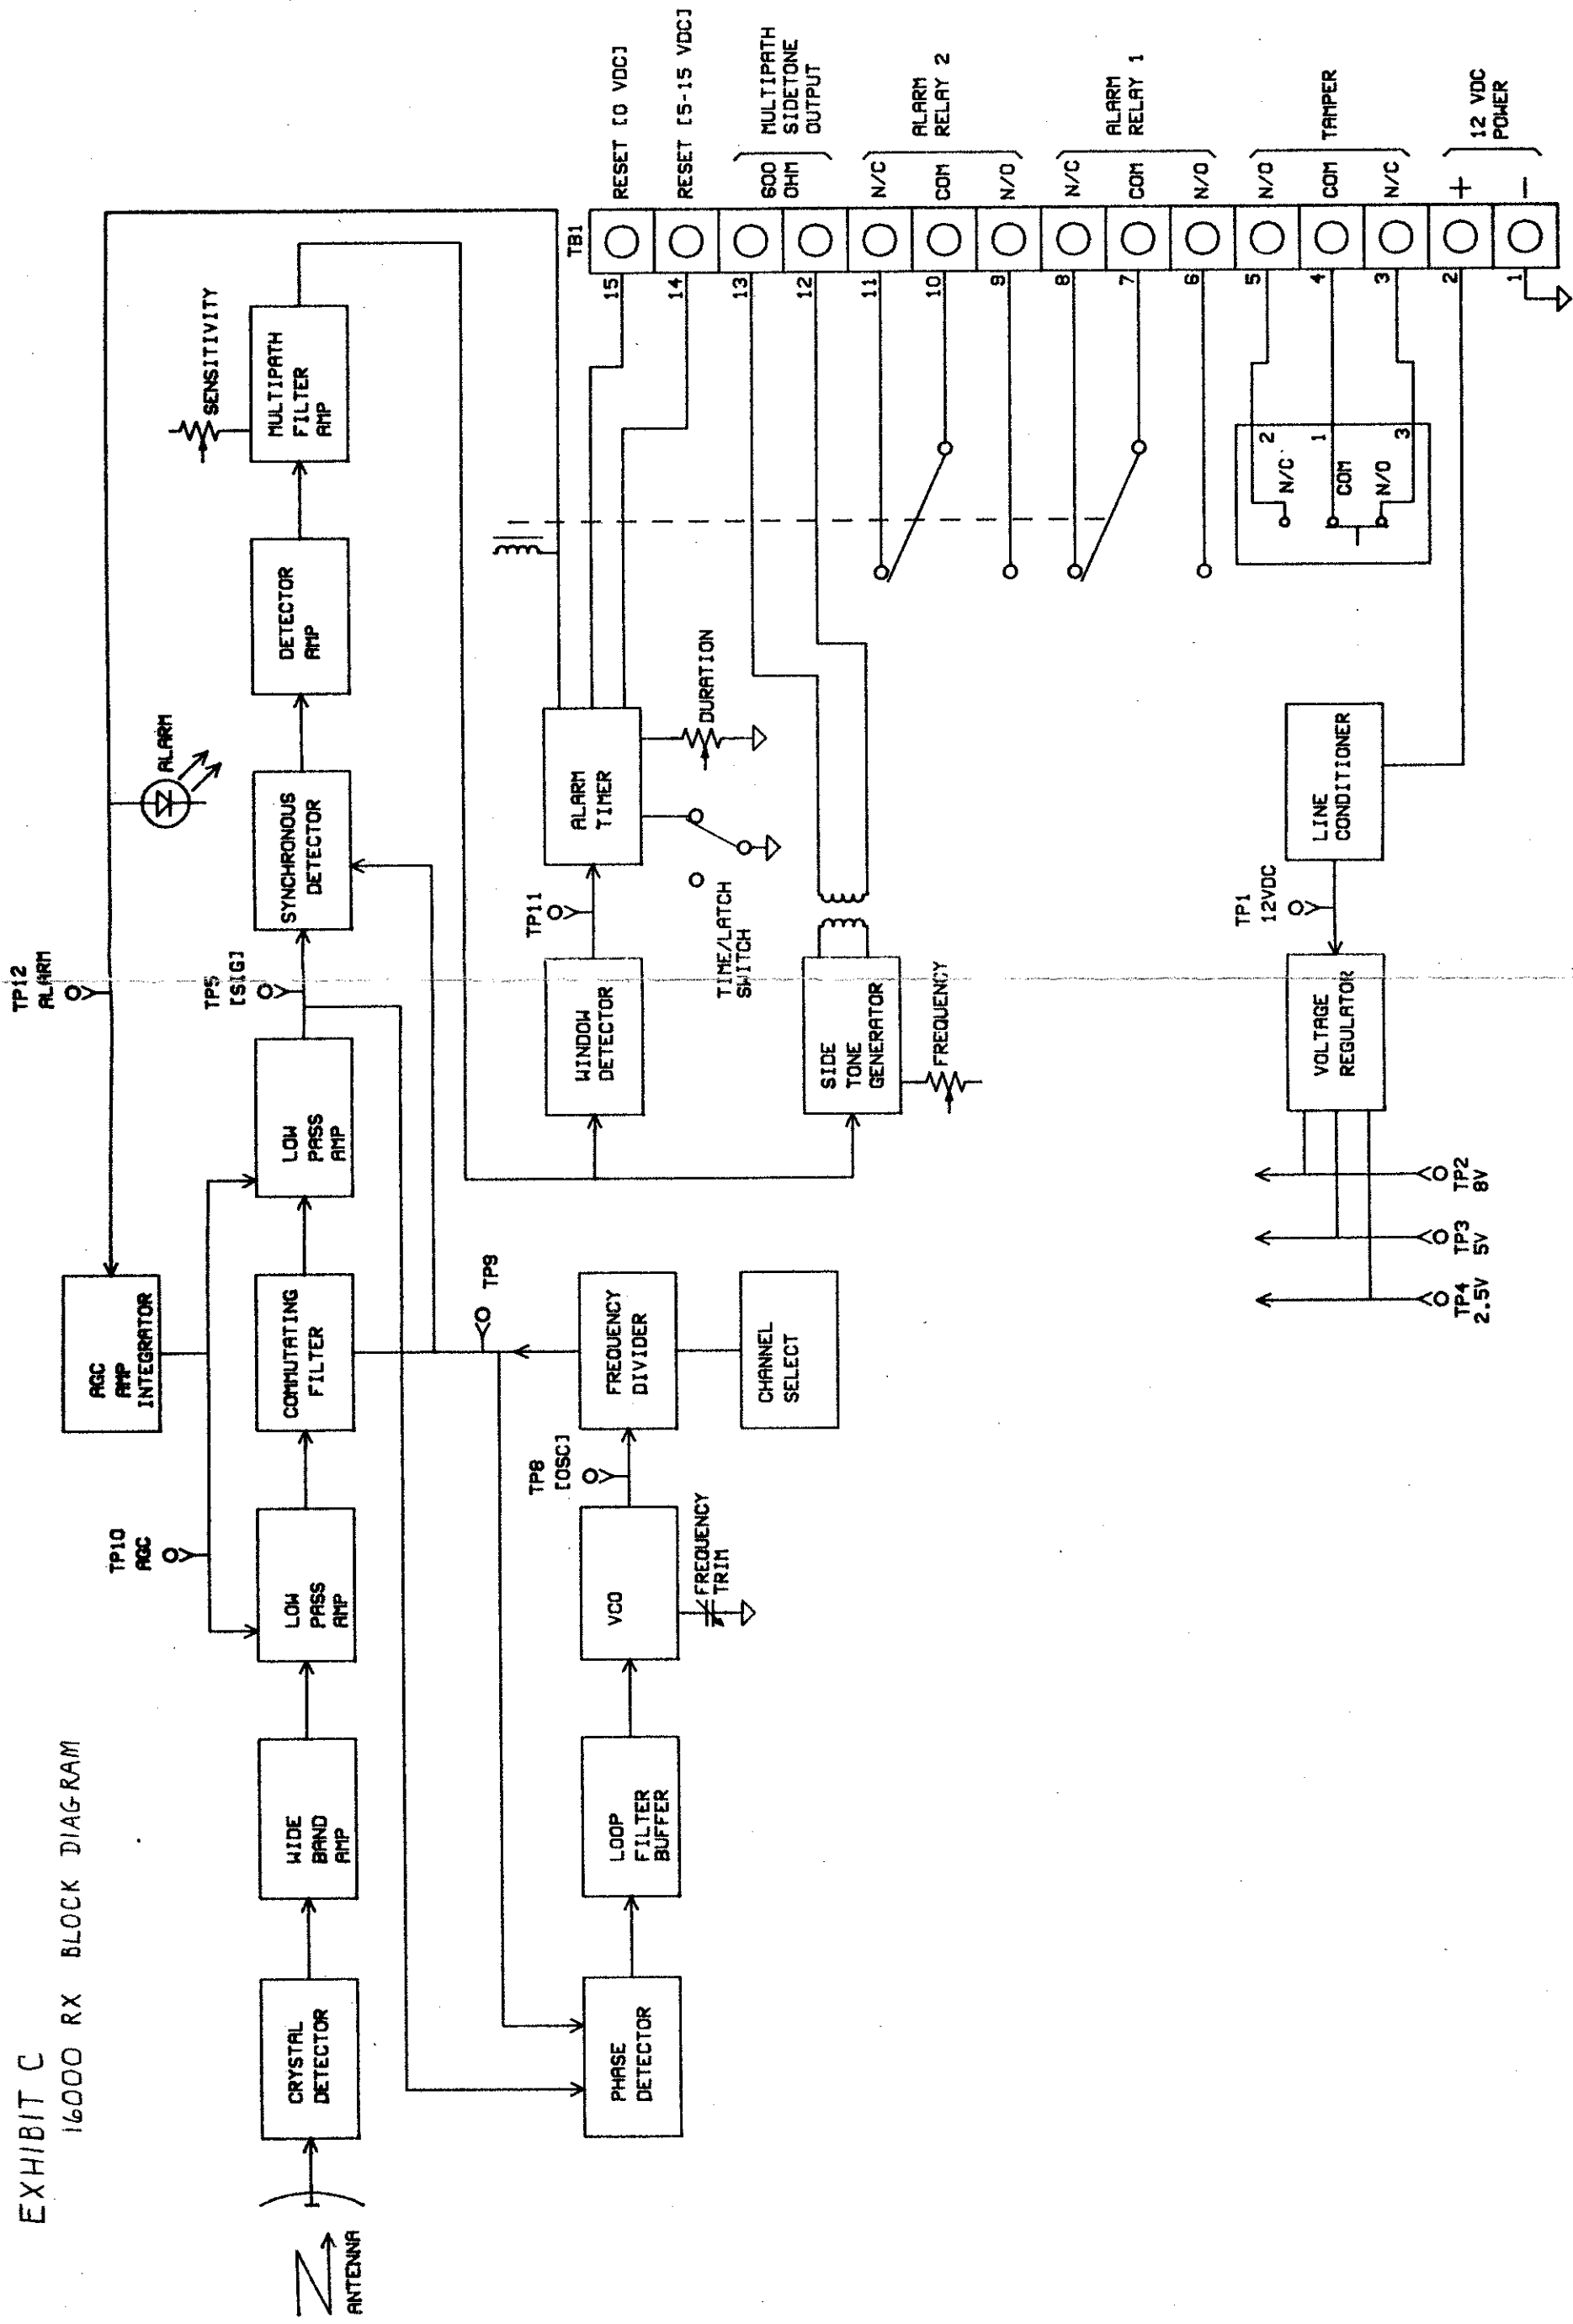 EXHIBIT C
16000 RX BLOCK DIAGRAM
ANTENNA
CRYSTAL
DETECTOR
WIDE
BAND
AMP
LOW
PASS
AMP
COMMUTATING
FILTER
LOW
PASS
AMP
SYNCHRONOUS
DETECTOR
DETECTOR
AMP
MULTIPATH
FILTER
AMP
SENSITIVITY
TP10
AGC
AGC
AMP
INTEGRATOR
TP12
ALARM
TP5
[SIG]
ALARM
PHASE
DETECTOR
LOOP
FILTER
BUFFER
VCO
FREQUENCY
TRIM
TP8
[OSC]
FREQUENCY
DIVIDER
TP9
CHANNEL
SELECT
WINDOW
DETECTOR
TP11
ALARM
TIMER
TIME/LATCH
SWITCH
DURATION
SIDE
TONE
GENERATOR
FREQUENCY
TP4
2.5V
TP3
5V
TP2
8V
VOLTAGE
REGULATOR
TP1
12VDC
LINE
CONDITIONER
N/C
2
COM
1
N/O
3
TB1
15
RESET [0 VDC]
14
RESET [5-15 VDC]
13
12
600
OHM
MULTIPATH
SIDETONE
OUTPUT
11
N/C
10
COM
9
N/O
ALARM
RELAY 2
8
N/C
7
COM
6
N/O
ALARM
RELAY 1
5
N/O
4
COM
3
N/C
TAMPER
2
+
1
-
12 VDC
POWER